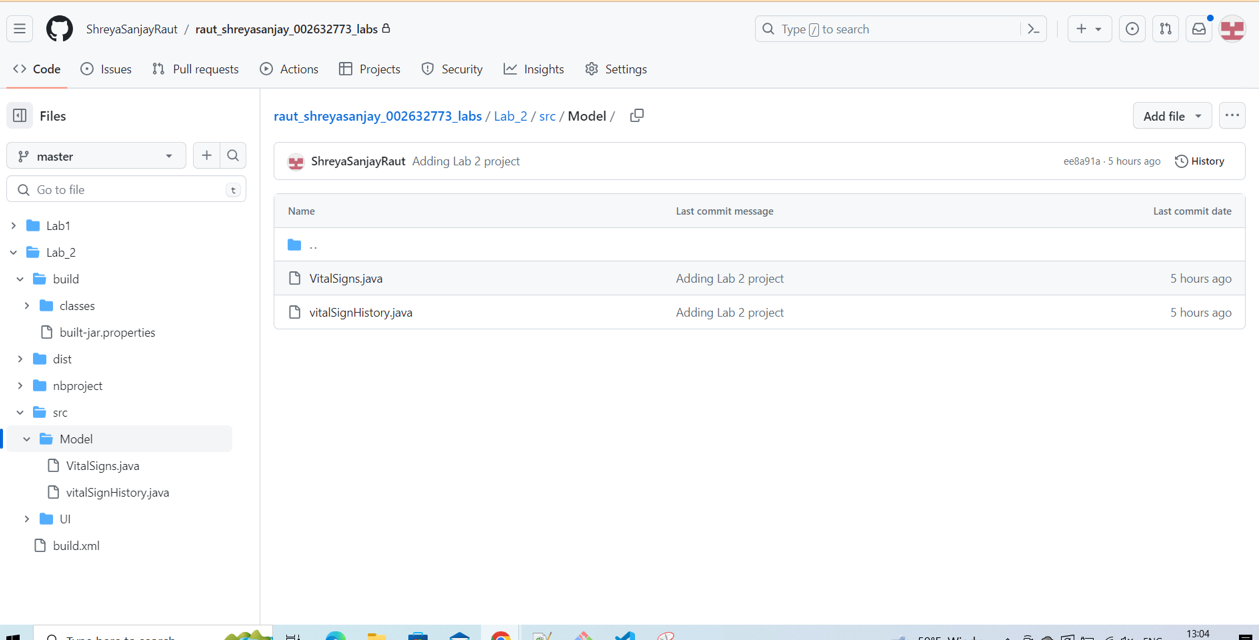 ShreyaSanjayRaut / raut_shreyasanjay_002632773_labs
Type / to search
Code Issues Pull requests Actions Projects Security Insights Settings
Files
master
Go to file t
Lab1
Lab_2
build
classes
built-jar.properties
dist
nbproject
src
Model
VitalSigns.java
vitalSignHistory.java
UI
build.xml
raut_shreyasanjay_002632773_labs / Lab_2 / src / Model /
Add file
ShreyaSanjayRaut Adding Lab 2 project
ee8a91a · 5 hours ago History
Name Last commit message Last commit date
..
VitalSigns.java Adding Lab 2 project 5 hours ago
vitalSignHistory.java Adding Lab 2 project 5 hours ago
Type here to search
13:04